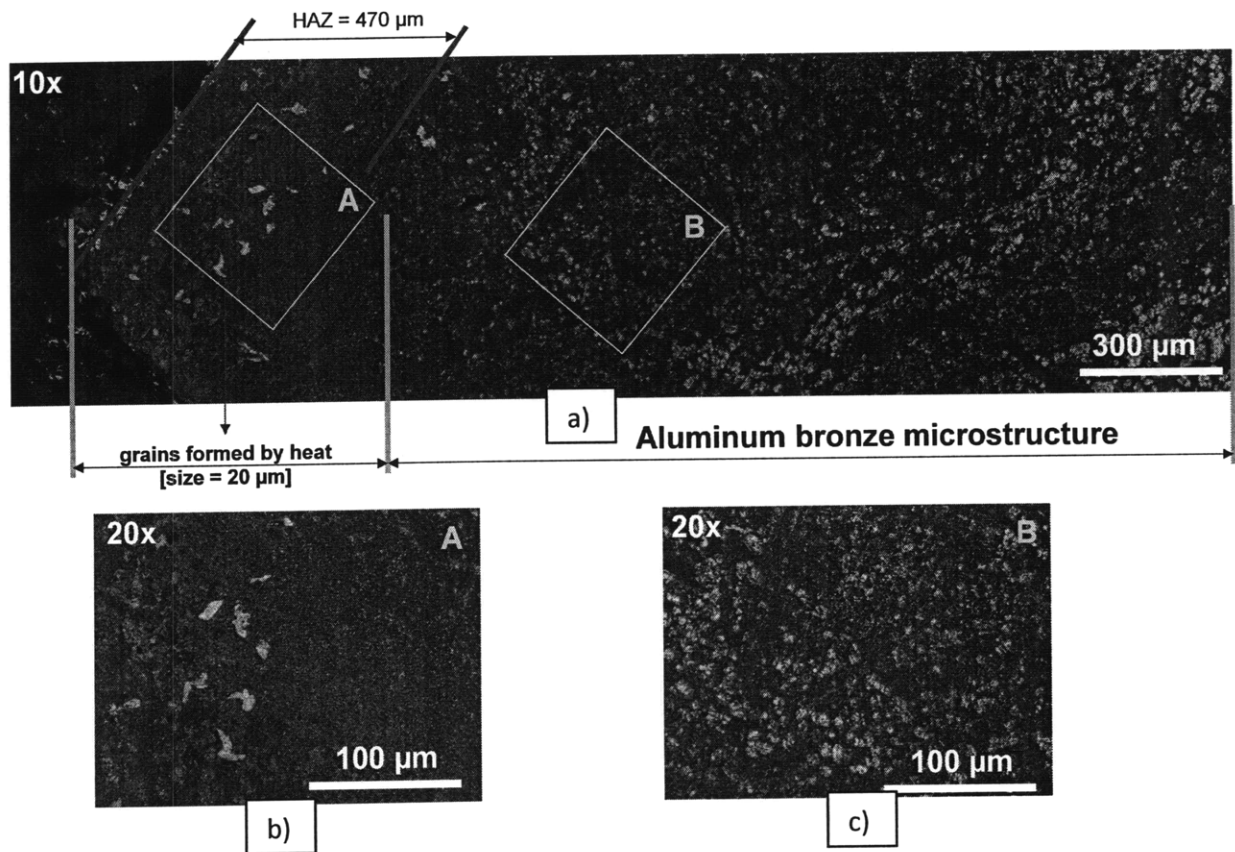 HAZ = 470 µm
10x
A
B
300 µm
a)
grains formed by heat
[size = 20 µm]
Aluminum bronze microstructure
20x
A
100 µm
b)
20x
B
100 µm
c)